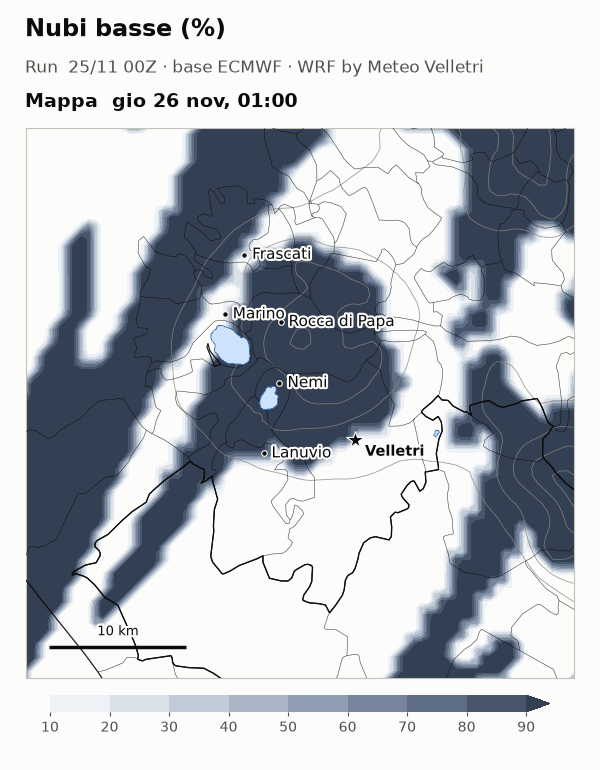 Nubi basse (%)
Run 25/11 00Z · base ECMWF · WRF by Meteo Velletri
Mappa gio 26 nov, 01:00
Frascati
Marino
Rocca di Papa
Nemi
Velletri
Lanuvio
10 km
10 20 30 40 50 60 70 80 90